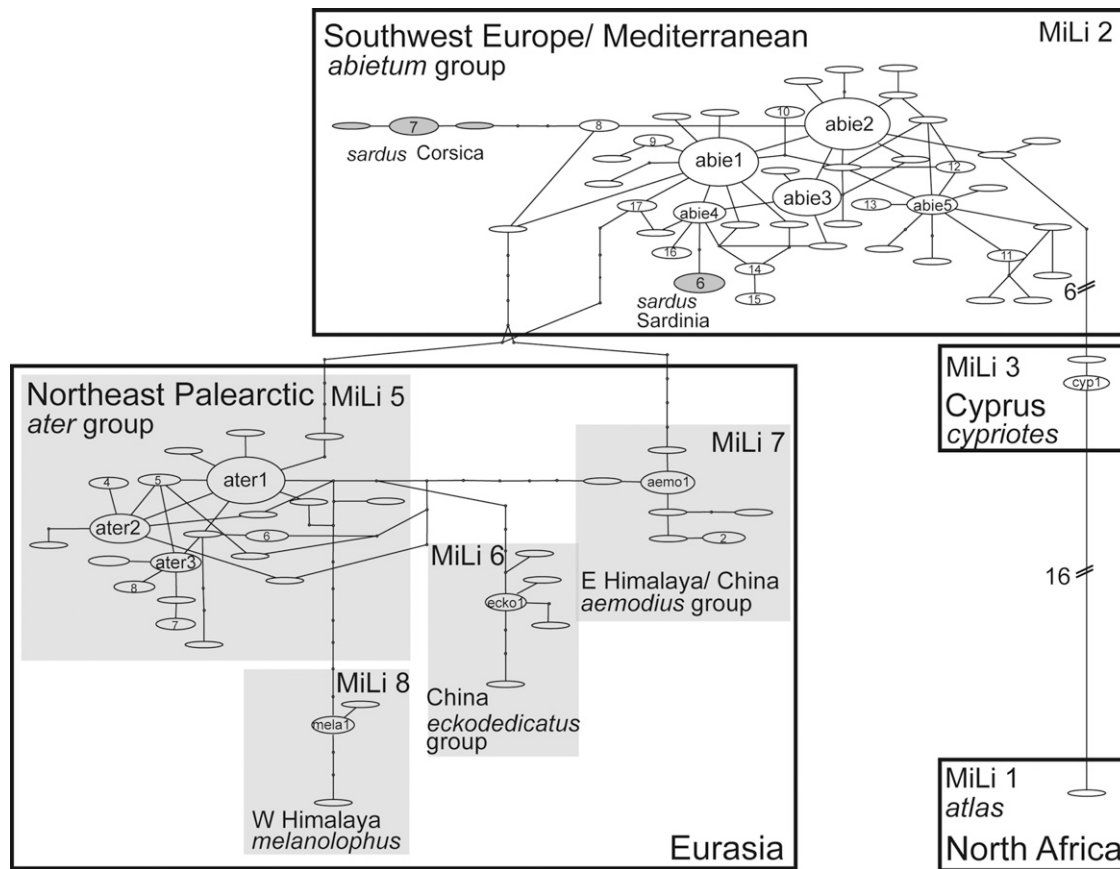 Southwest Europe/ Mediterranean
MiLi 2
abietum group
7
sardus Corsica
8
10
abie2
9
abie1
12
abie3
17
abie4
13
abie5
16
14
11
6
15
sardus
Sardinia
6
MiLi 3
cyp1
Cyprus
cypriotes
Northeast Palearctic
MiLi 5
ater group
MiLi 7
4
5
ater1
aemo1
ater2
6
2
ater3
8
7
MiLi 6
ecko1
E Himalaya/ China
aemodius group
16
MiLi 8
mela1
China
eckodedicatus
group
W Himalaya
melanolophus
Eurasia
MiLi 1
atlas
North Africa